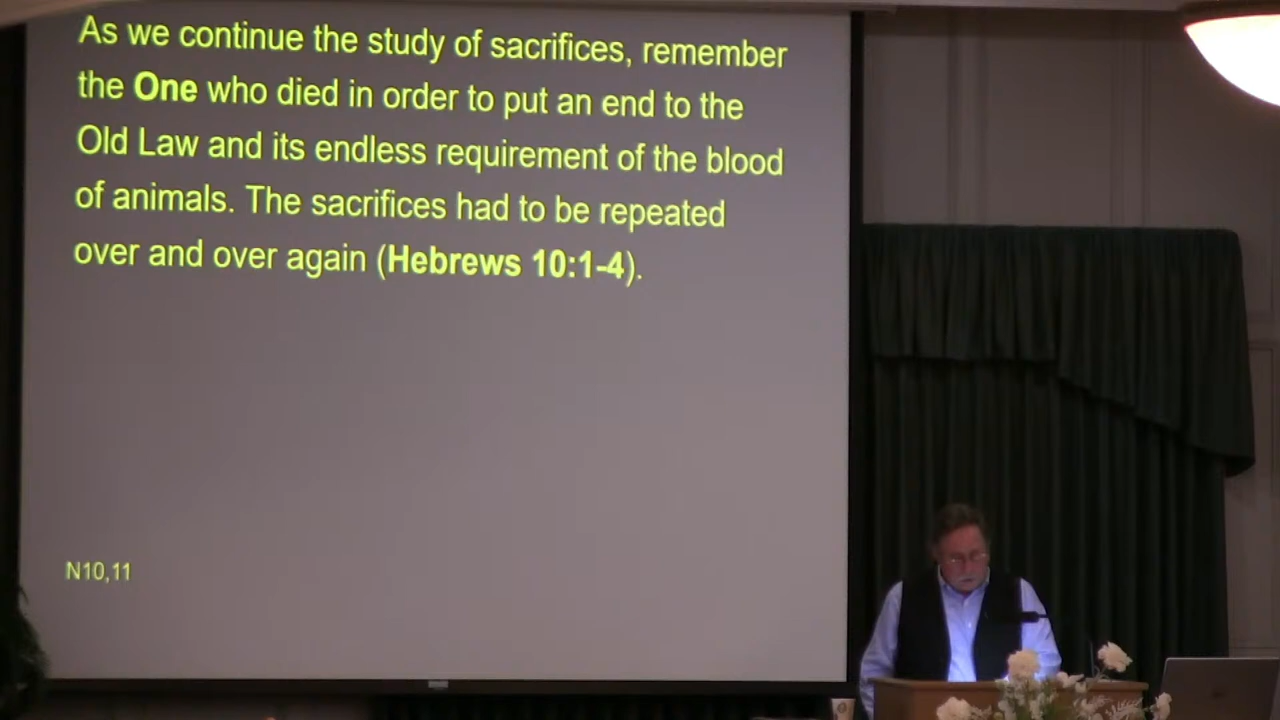 As we continue the study of sacrifices, remember
the One who died in order to put an end to the
Old Law and its endless requirement of the blood
of animals. The sacrifices had to be repeated
over and over again (Hebrews 10:1-4).
N10,11